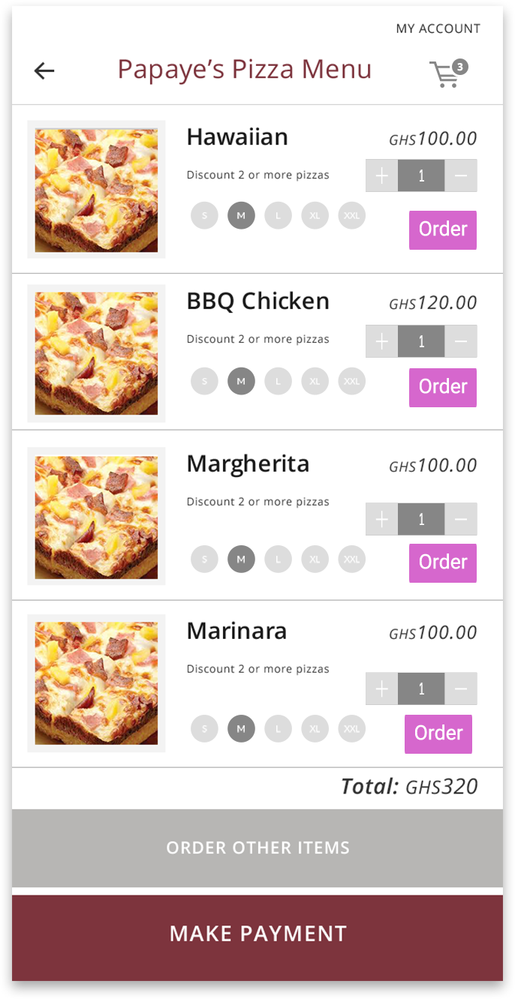 MY ACCOUNT
Papaye’s Pizza Menu
3
Hawaiian
GHS100.00
Discount 2 or more pizzas
+ 1 −
S M L XL XXL
Order
BBQ Chicken
GHS120.00
Discount 2 or more pizzas
+ 1 −
S M L XL XXL
Order
Margherita
GHS100.00
Discount 2 or more pizzas
+ 1 −
S M L XL XXL
Order
Marinara
GHS100.00
Discount 2 or more pizzas
+ 1 −
S M L XL XXL
Order
Total: GHS320
ORDER OTHER ITEMS
MAKE PAYMENT